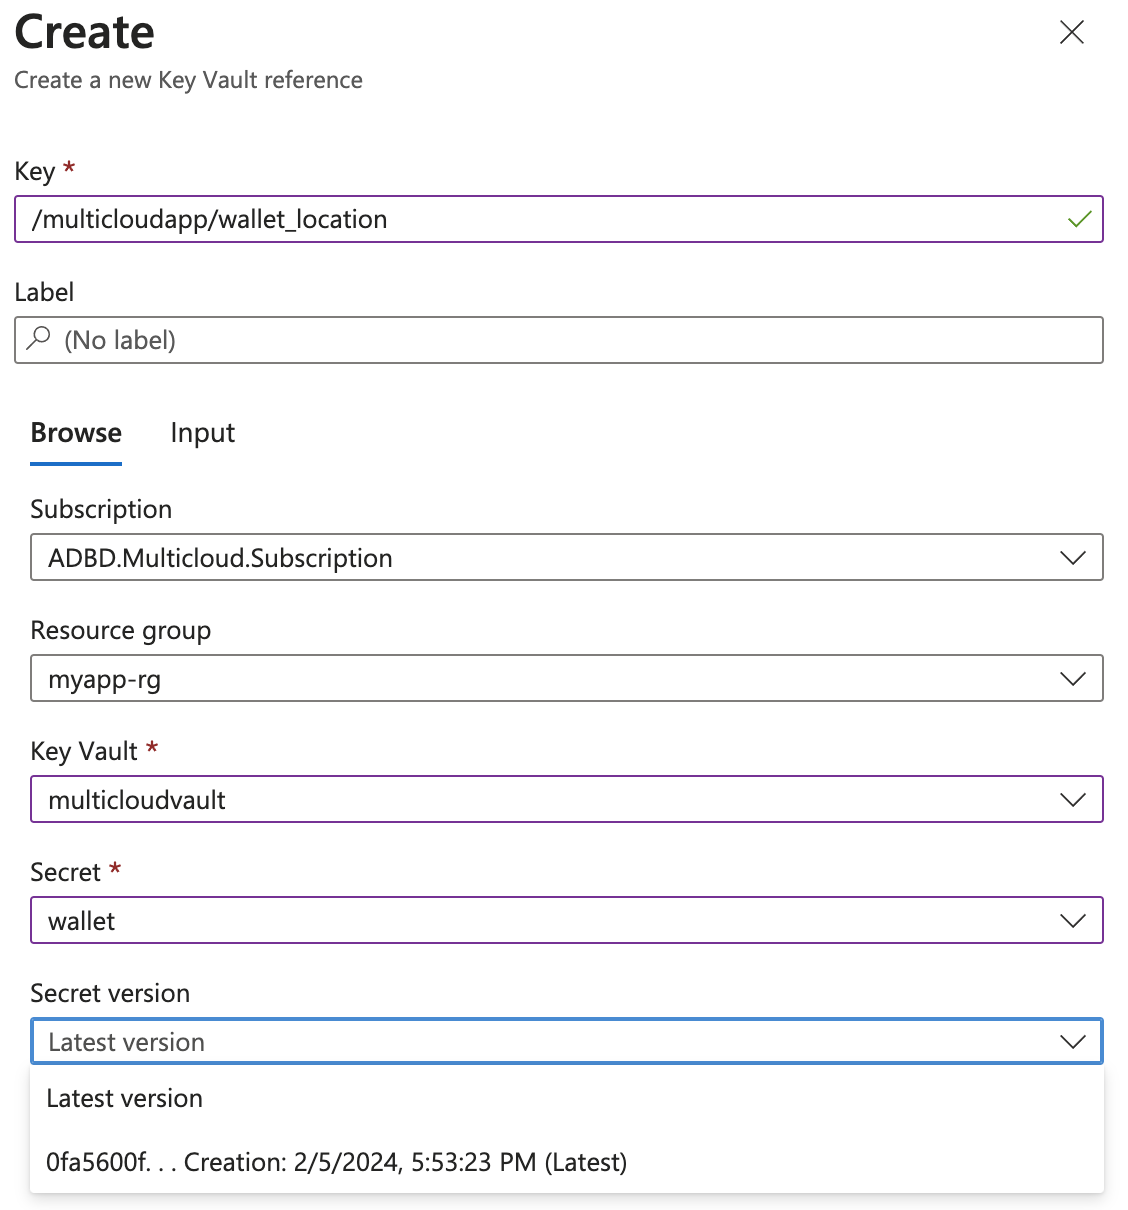 Create
Create a new Key Vault reference
Key *
/multicloudapp/wallet_location
Label
(No label)
Browse Input
Subscription
ADBD.Multicloud.Subscription
Resource group
myapp-rg
Key Vault *
multicloudvault
Secret *
wallet
Secret version
Latest version
Latest version
0fa5600f. . . Creation: 2/5/2024, 5:53:23 PM (Latest)